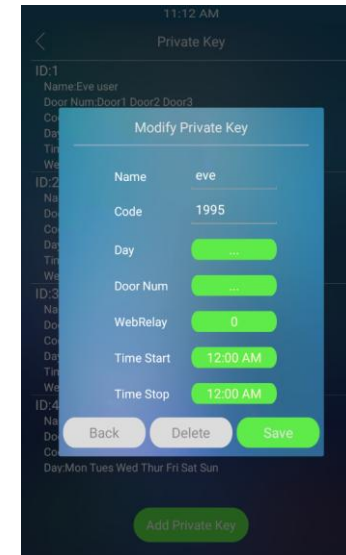 11:12 AM
Private Key
ID:1
Name:Eve user
Door Num:Door1 Door2 Door3
Modify Private Key
Name eve
Code 1995
Day ...
Door Num ...
WebRelay 0
Time Start 12:00 AM
Time Stop 12:00 AM
Back Delete Save
ID:2
ID:3
ID:4
Day:Mon Tues Wed Thur Fri Sat Sun
Add Private Key